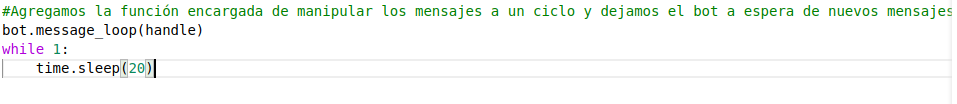 #Agregamos la función encargada de manipular los mensajes a un ciclo y dejamos el bot a espera de nuevos mensajes
bot.message_loop(handle)
while 1:
    time.sleep(20)